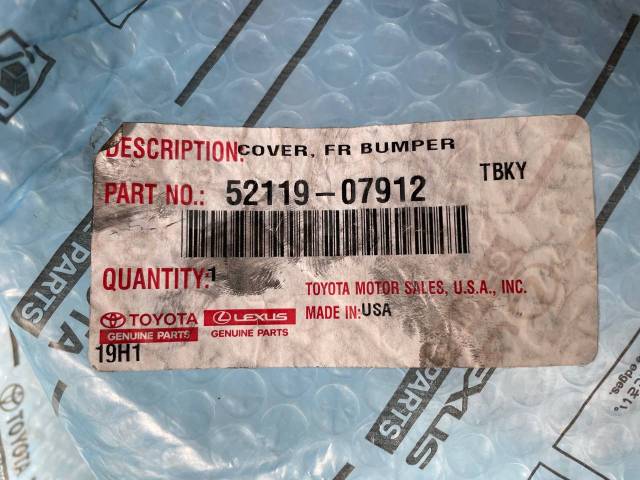 DESCRIPTION: COVER, FR BUMPER
TBKY
PART NO.: 52119-07912
QUANTITY: 1
TOYOTA MOTOR SALES, U.S.A., INC.
MADE IN: USA
TOYOTA
GENUINE PARTS
LEXUS
GENUINE PARTS
19H1
PARTS
TOYOTA
PARTS
LEXUS
edges.